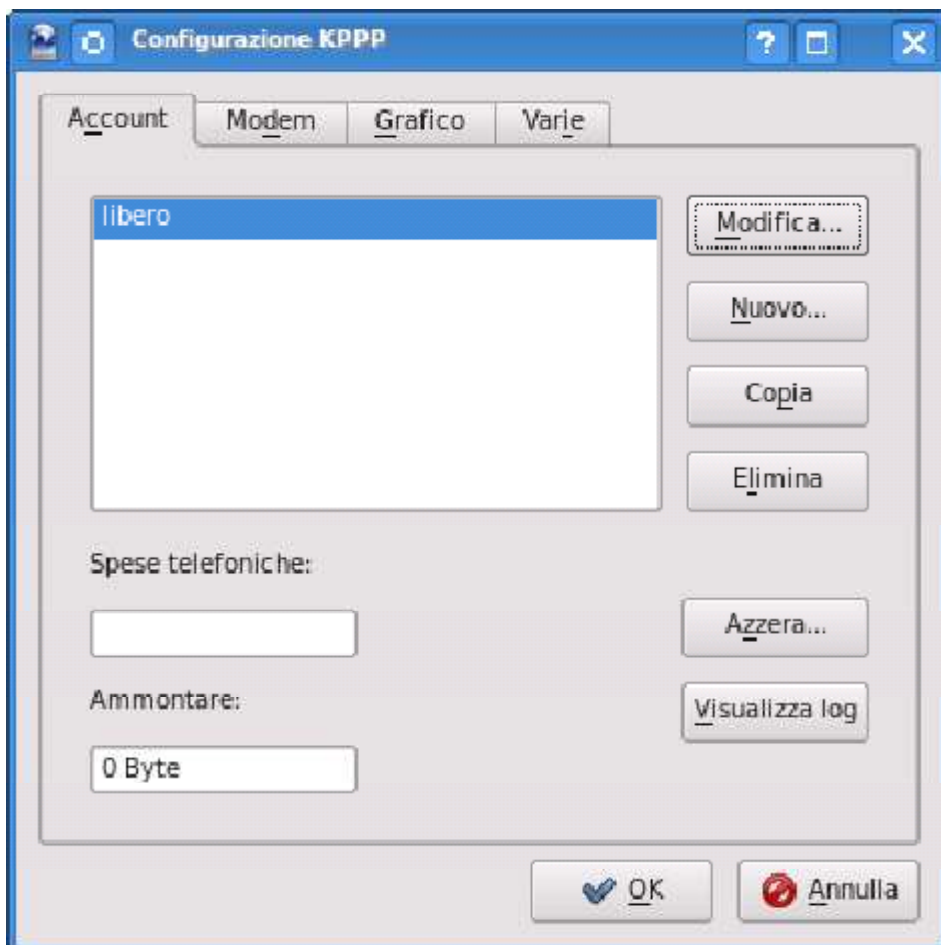 Configurazione KPPP
?
Account Modem Grafico Varie
libero
Modifica...
Nuovo...
Copia
Elimina
Spese telefoniche:
Azzera...
Ammontare:
Visualizza log
0 Byte
OK Annulla